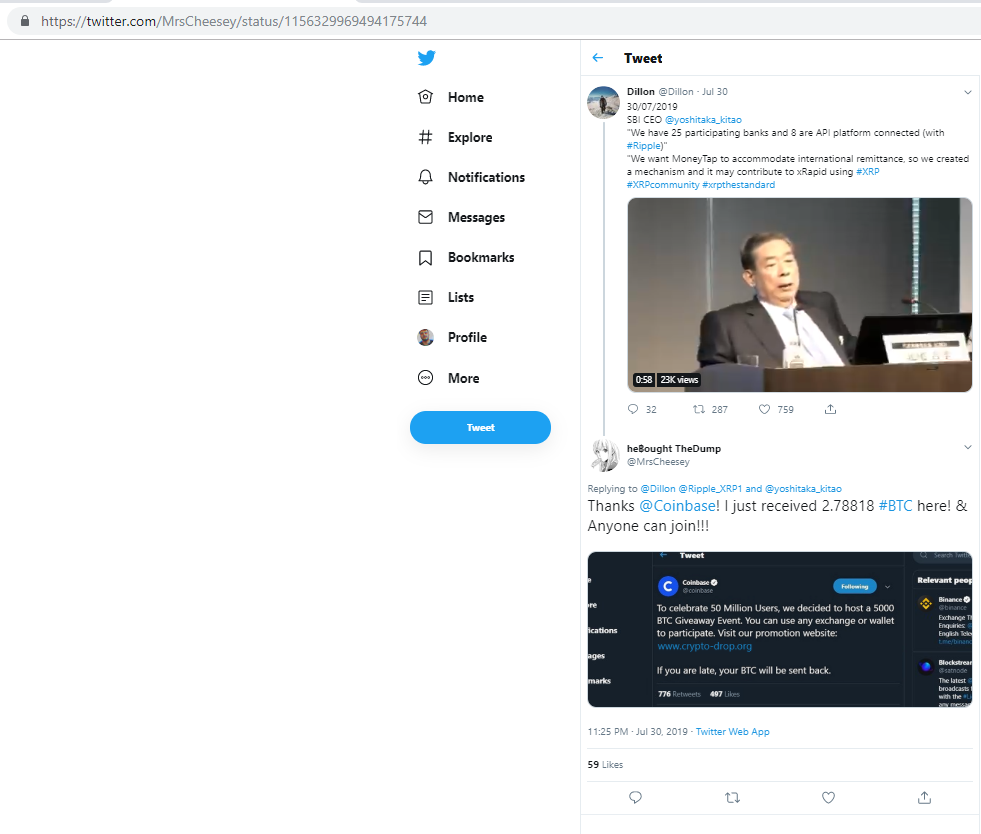 https://twitter.com/MrsCheesey/status/1156329969494175744
Home
Explore
Notifications
Messages
Bookmarks
Lists
Profile
More
Tweet
Tweet
Dillon @Dillon · Jul 30
30/07/2019
SBI CEO @yoshitaka_kitao
"We have 25 participating banks and 8 are API platform connected (with
#Ripple)"
"We want MoneyTap to accommodate international remittance, so we created
a mechanism and it may contribute to xRapid using #XRP
#XRPcommunity #xrpthestandard
0:58 23K views
32 287 759
heBought TheDump
@MrsCheesey
Replying to @Dillon @Ripple_XRP1 and @yoshitaka_kitao
Thanks @Coinbase! I just received 2.78818 #BTC here! &
Anyone can join!!!
Tweet
Search Twitt
Coinbase
@coinbase
Following
To celebrate 50 Million Users, we decided to host a 5000
BTC Giveaway Event. You can use any exchange or wallet
to participate. Visit our promotion website:
www.crypto-drop.org
If you are late, your BTC will be sent back.
776 Retweets 497 Likes
e
ore
ications
ages
marks
Relevant peop
Binance
@binance
Exchange Th
Enquiries:
English Tele
t.me/binanc
Blockstream
The latest
broadcasts t
with the
any messag
11:25 PM · Jul 30, 2019 · Twitter Web App
59 Likes